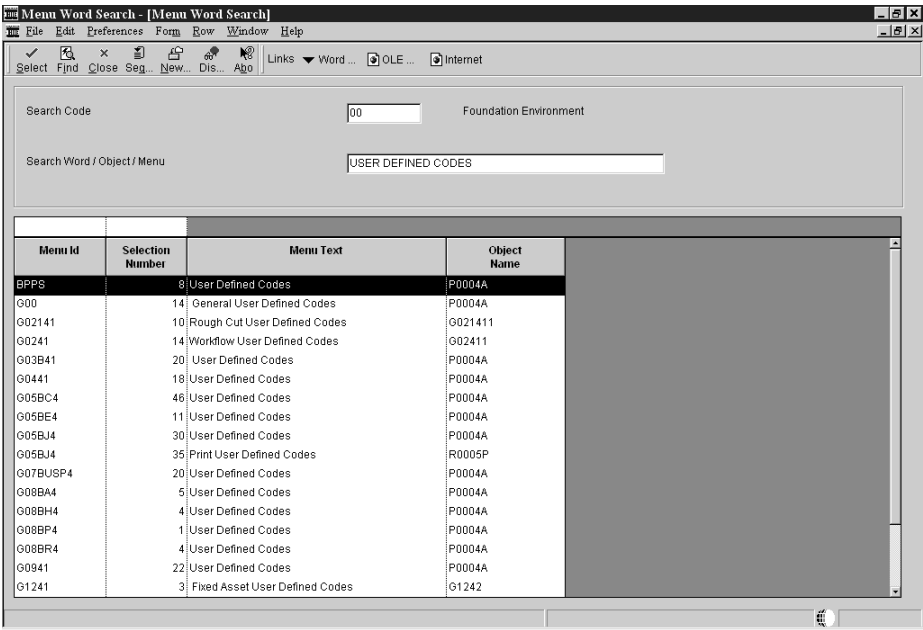 Menu Word Search - [Menu Word Search]
File Edit Preferences Form Row Window Help
Select Find Close Seq... New... Dis... Abo Links Word ... OLE ... Internet
Search Code 00 Foundation Environment
Search Word / Object / Menu USER DEFINED CODES
Menu Id Selection Number Menu Text Object Name
BPPS 8 User Defined Codes P0004A
G00 14 General User Defined Codes P0004A
G02141 10 Rough Cut User Defined Codes G021411
G0241 14 Workflow User Defined Codes G02411
G03B41 20 User Defined Codes P0004A
G0441 18 User Defined Codes P0004A
G05BC4 46 User Defined Codes P0004A
G05BE4 11 User Defined Codes P0004A
G05BJ4 30 User Defined Codes P0004A
G05BJ4 35 Print User Defined Codes R0005P
G07BUSP4 20 User Defined Codes P0004A
G08BA4 5 User Defined Codes P0004A
G08BH4 4 User Defined Codes P0004A
G08BP4 1 User Defined Codes P0004A
G08BR4 4 User Defined Codes P0004A
G0941 22 User Defined Codes P0004A
G1241 3 Fixed Asset User Defined Codes G1242